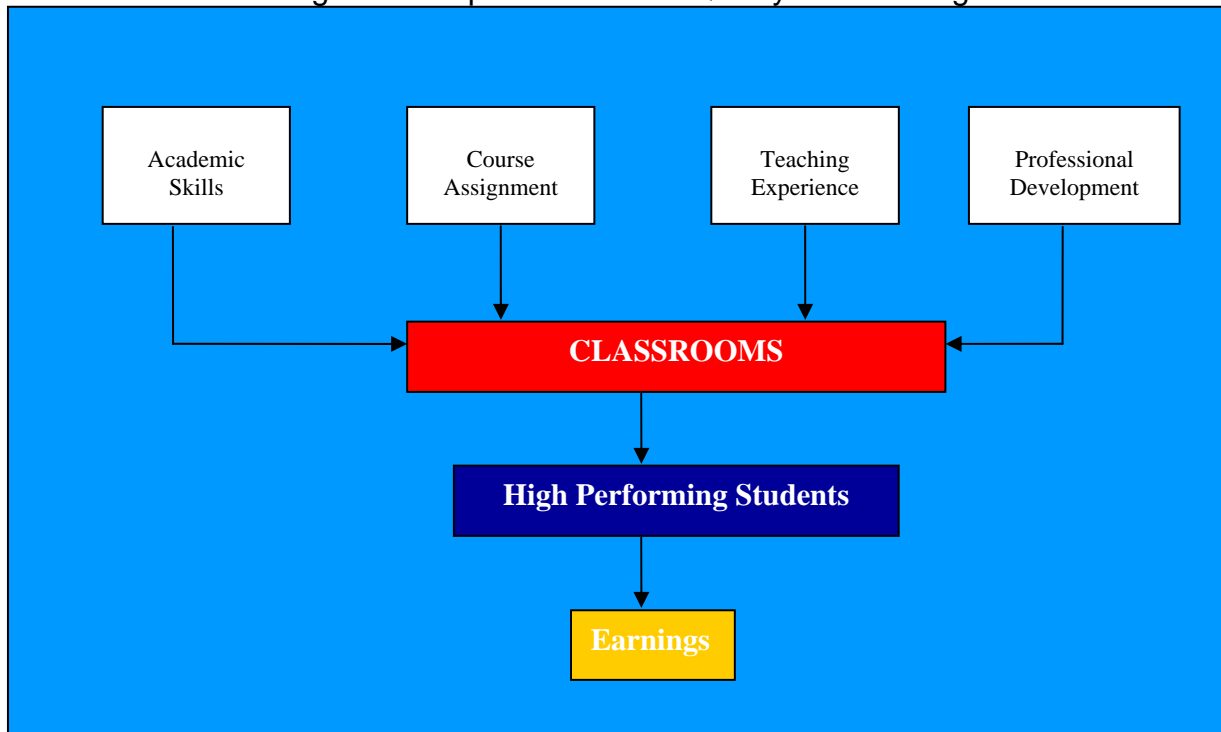 Academic
Skills
Course
Assignment
Teaching
Experience
Professional
Development
CLASSROOMS
High Performing Students
Earnings